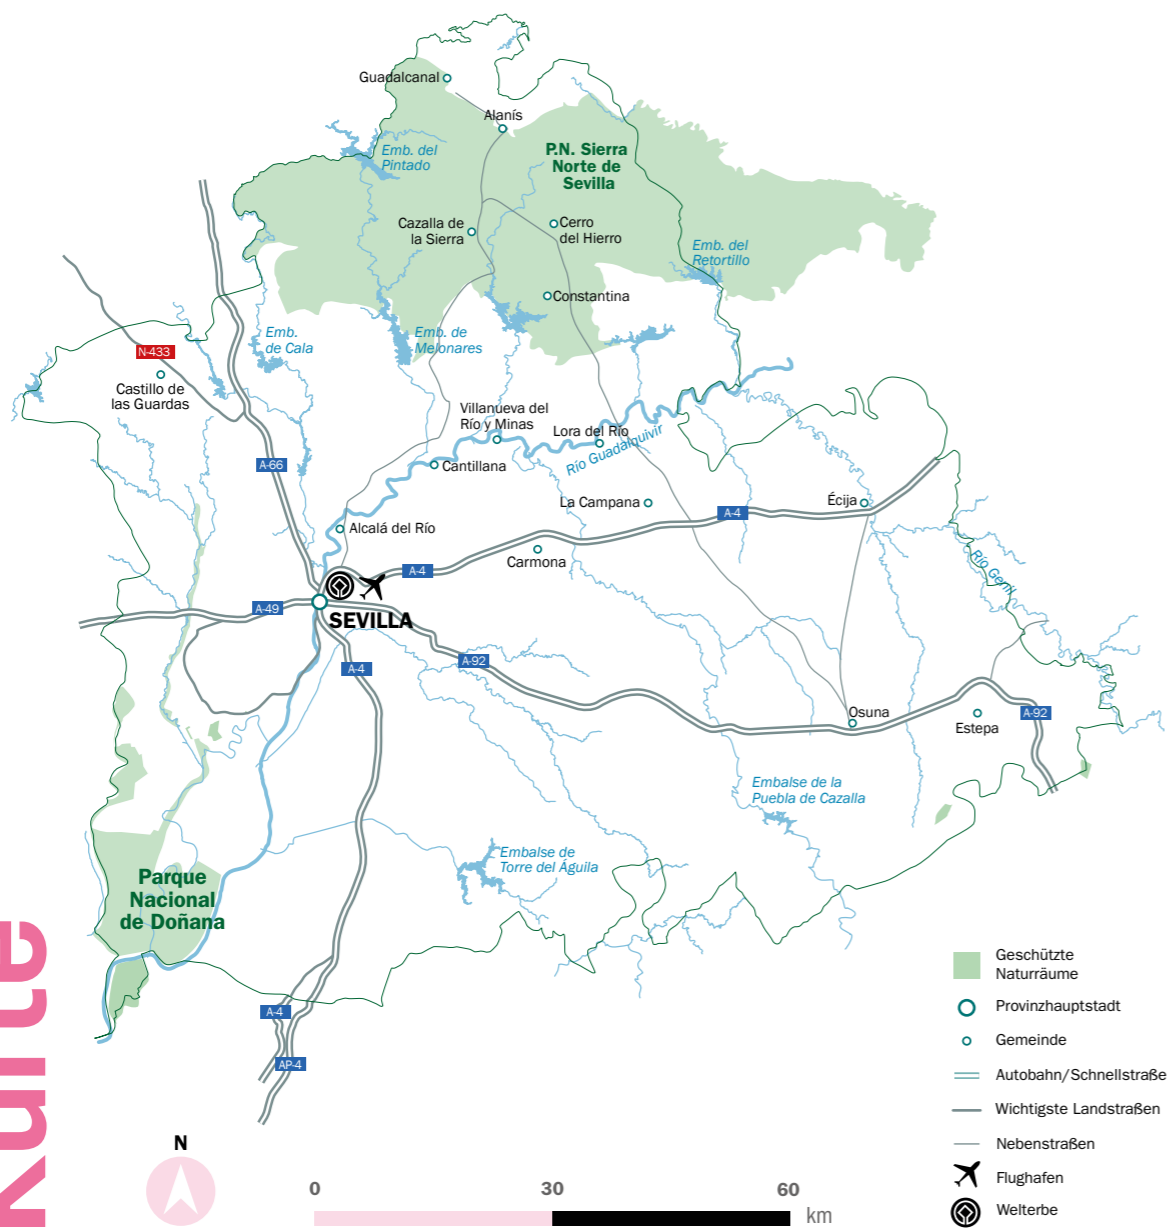 Guadalcanal
Alanís
Emb. del
Pintado
P.N. Sierra
Norte de
Sevilla
Cazalla de
la Sierra
Cerro
del Hierro
Emb. del
Retortillo
Constantina
Emb.
de Cala
Emb. de
Melonares
N-433
Castillo de
las Guardas
Villanueva del
Río y Minas
Lora del Río
Río Guadalquivir
A-66
Cantillana
La Campana
Écija
A-4
Alcalá del Río
Carmona
Río Genil
A-4
A-49
SEVILLA
A-92
A-4
Osuna
Estepa
A-92
Embalse de la
Puebla de Cazalla
Embalse de
Torre del Águila
Parque
Nacional
de Doñana
A-4
AP-4
Karte
Geschützte
Naturräume
Provinzhauptstadt
Gemeinde
Autobahn/Schnellstraße
Wichtigste Landstraßen
Nebenstraßen
Flughafen
Welterbe
N
0 30 60
km